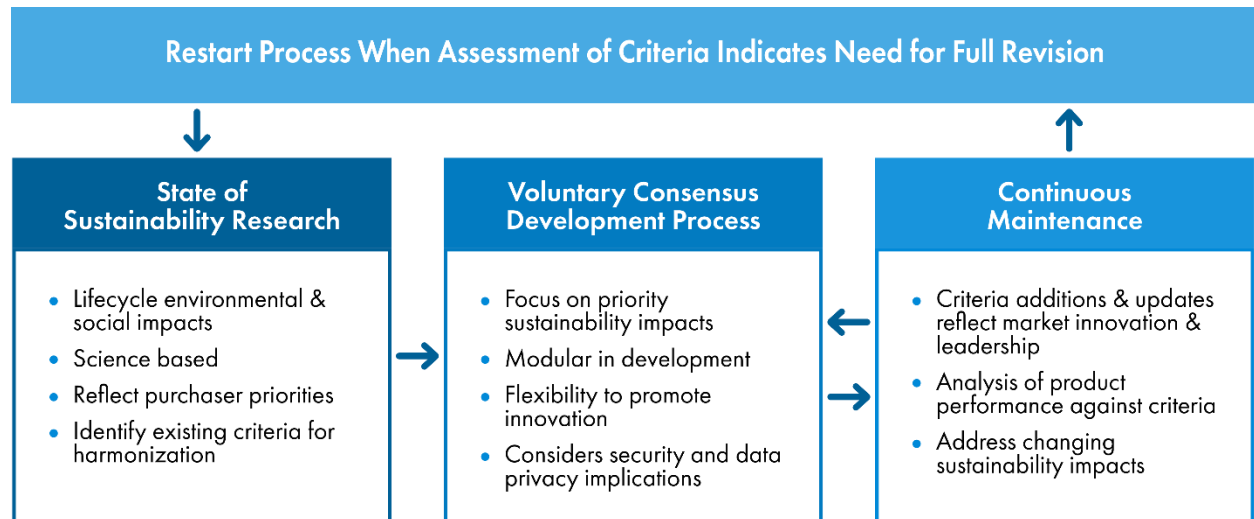 Restart Process When Assessment of Criteria Indicates Need for Full Revision
State of
Sustainability Research
• Lifecycle environmental &
social impacts
• Science based
• Reflect purchaser priorities
• Identify existing criteria for
harmonization
Voluntary Consensus
Development Process
• Focus on priority
sustainability impacts
• Modular in development
• Flexibility to promote
innovation
• Considers security and data
privacy implications
Continuous
Maintenance
• Criteria additions & updates
reflect market innovation &
leadership
• Analysis of product
performance against criteria
• Address changing
sustainability impacts